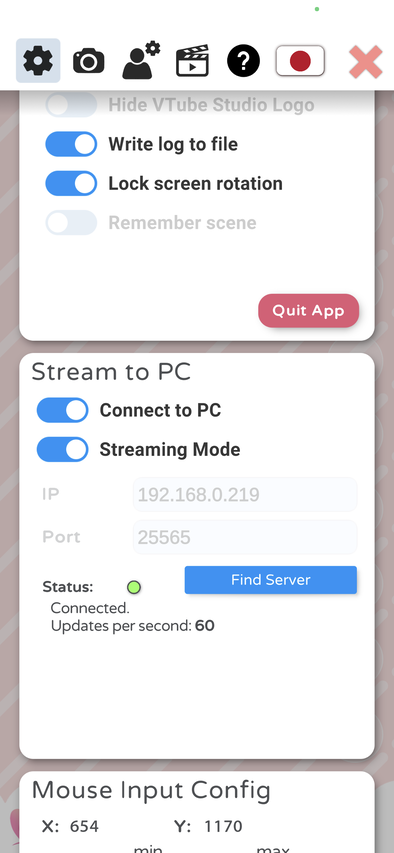 ?
Hide VTube Studio Logo
Write log to file
Lock screen rotation
Remember scene
Quit App
Stream to PC
Connect to PC
Streaming Mode
IP 192.168.0.219
Port 25565
Status: Find Server
Connected.
Updates per second: 60
Mouse Input Config
X: 654 Y: 1170
min max